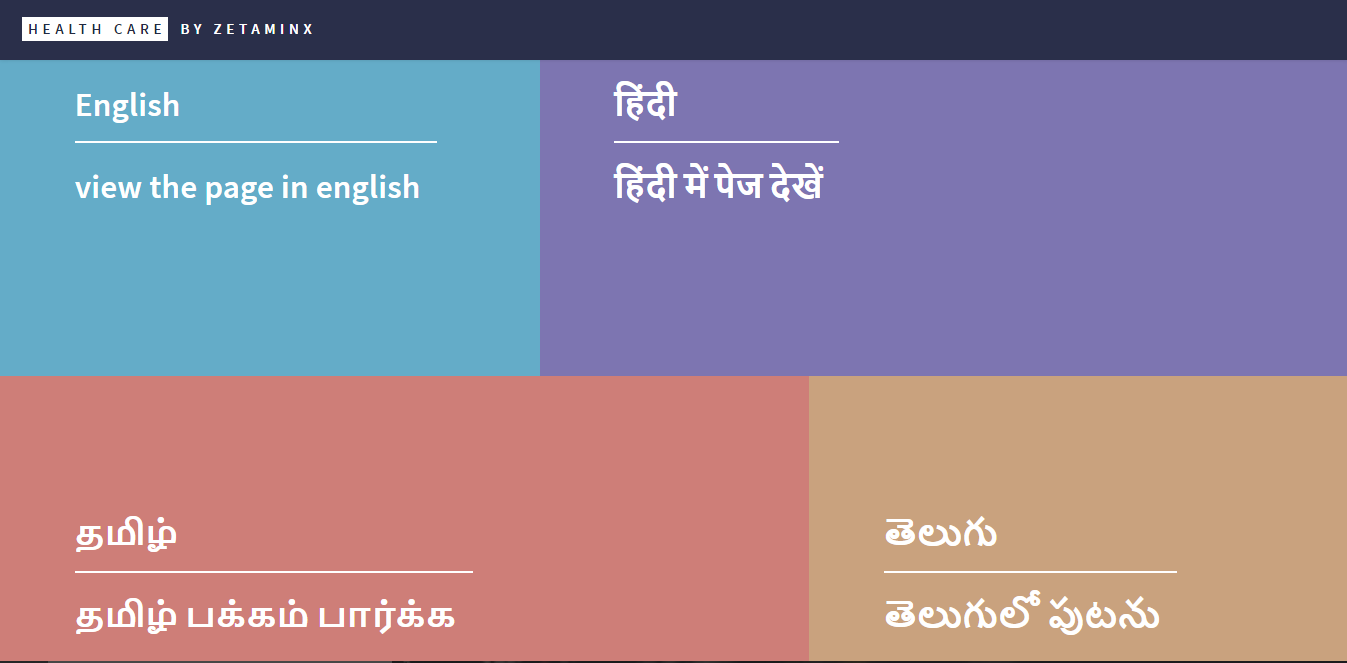 HEALTH CARE BY ZETAMINX
English
view the page in english
हिंदी
हिंदी में पेज देखें
தமிழ்
தமிழ் பக்கம் பார்க்க
తెలుగు
తెలుగులో పుటను